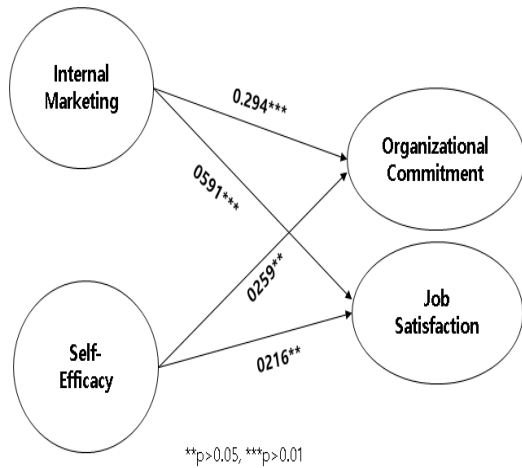 Internal
Marketing
0.294***
Organizational
Commitment
0591***
0259**
Job
Satisfaction
Self-
Efficacy
0216**
**p>0.05, ***p>0.01